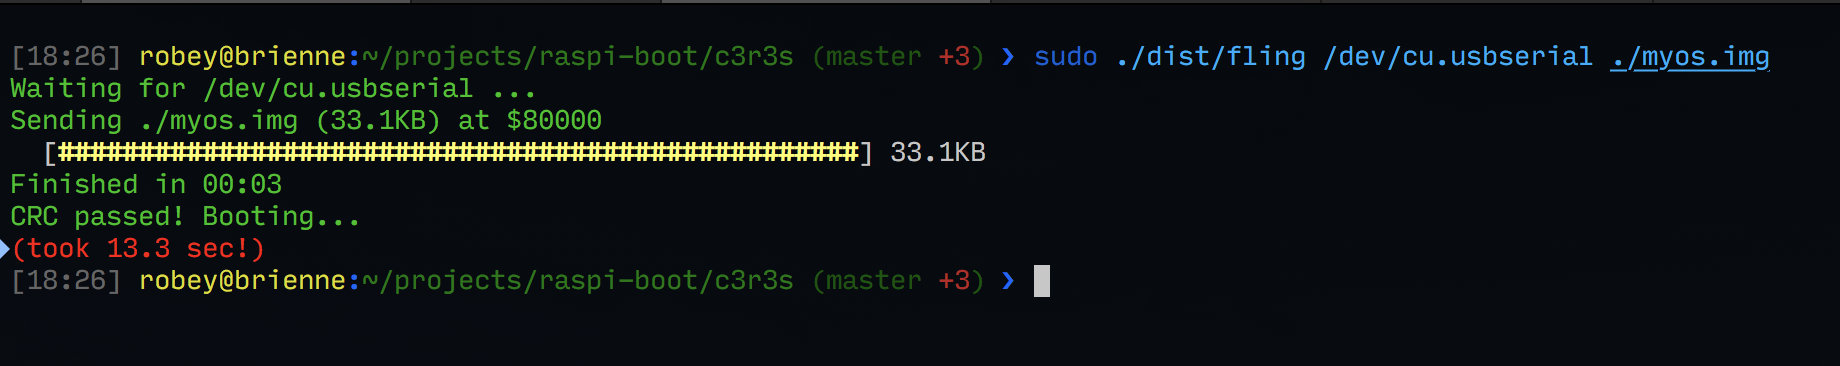 [18:26] robey@brienne:~/projects/raspi-boot/c3r3s (master +3) ❯ sudo ./dist/fling /dev/cu.usbserial ./myos.img
Waiting for /dev/cu.usbserial ...
Sending ./myos.img (33.1KB) at $80000
  [##################################################] 33.1KB
Finished in 00:03
CRC passed! Booting...
(took 13.3 sec!)
[18:26] robey@brienne:~/projects/raspi-boot/c3r3s (master +3) ❯